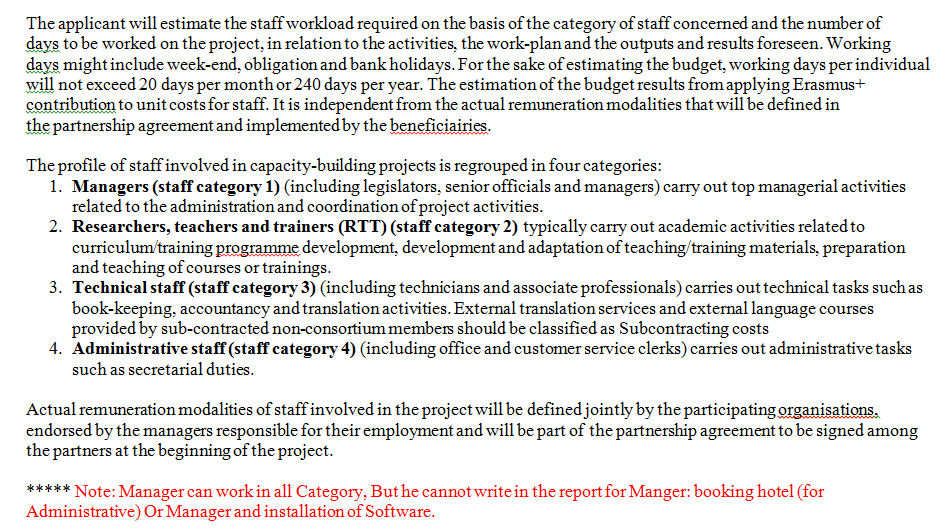 The applicant will estimate the staff workload required on the basis of the category of staff concerned and the number of
days to be worked on the project, in relation to the activities, the work-plan and the outputs and results foreseen. Working
days might include week-end, obligation and bank holidays. For the sake of estimating the budget, working days per individual
will not exceed 20 days per month or 240 days per year. The estimation of the budget results from applying Erasmus+
contribution to unit costs for staff. It is independent from the actual remuneration modalities that will be defined in
the partnership agreement and implemented by the beneficiairies.

The profile of staff involved in capacity-building projects is regrouped in four categories:
1. Managers (staff category 1) (including legislators, senior officials and managers) carry out top managerial activities
related to the administration and coordination of project activities.
2. Researchers, teachers and trainers (RTT) (staff category 2) typically carry out academic activities related to
curriculum/training programme development, development and adaptation of teaching/training materials, preparation
and teaching of courses or trainings.
3. Technical staff (staff category 3) (including technicians and associate professionals) carries out technical tasks such as
book-keeping, accountancy and translation activities. External translation services and external language courses
provided by sub-contracted non-consortium members should be classified as Subcontracting costs
4. Administrative staff (staff category 4) (including office and customer service clerks) carries out administrative tasks
such as secretarial duties.

Actual remuneration modalities of staff involved in the project will be defined jointly by the participating organisations,
endorsed by the managers responsible for their employment and will be part of the partnership agreement to be signed among
the partners at the beginning of the project.

***** Note: Manager can work in all Category, But he cannot write in the report for Manger: booking hotel (for
Administrative) Or Manager and installation of Software.